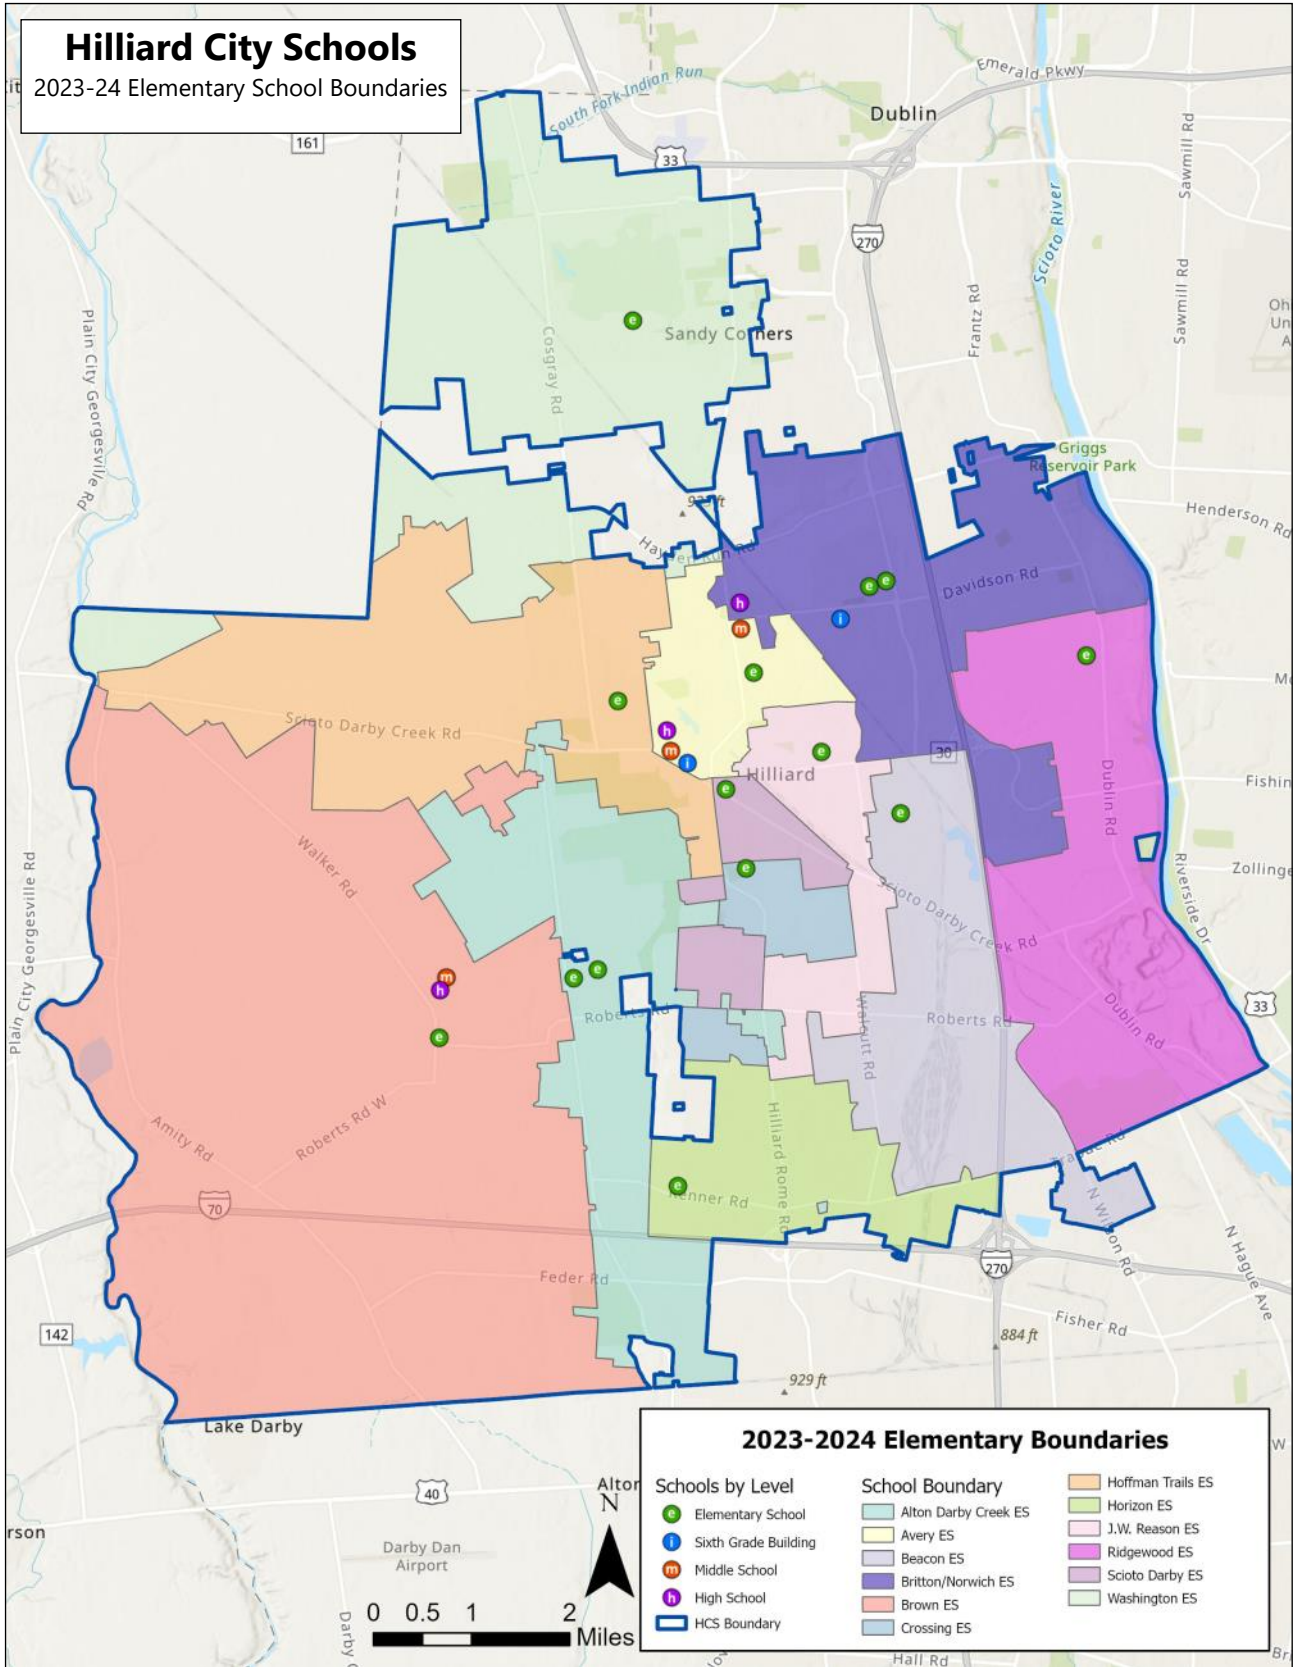 Hilliard City Schools
2023-24 Elementary School Boundaries
161
South Fork Indian Run
33
Emerald Pkwy
Dublin
270
Scioto River
Sawmill Rd
Sawmill Rd
Frantz Rd
Plain City Georgesville Rd
Cosgray Rd
e
Sandy Corners
Griggs
Reservoir Park
Henderson Rd
Davidson Rd
e
e
h
m
i
e
e
e
Scioto Darby Creek Rd
h
m
i
Hilliard
e
30
e
e
e
Dublin Rd
Riverside Dr
Walker Rd
Scioto Darby Creek Rd
Plain City Georgesville Rd
m
h
e
e
e
Roberts Rd
Walcutt Rd
Roberts Rd
Dublin Rd
33
Amity Rd
Roberts Rd W
Hilliard Rome Rd
Trabue Rd
e
Renner Rd
N Wilson Rd
N Hague Ave
70
Feder Rd
270
Fisher Rd
142
884 ft
929 ft
Lake Darby
40
Darby Dan
Airport
N
0 0.5 1 2
Miles
Hall Rd
2023-2024 Elementary Boundaries
Schools by Level
e Elementary School
i Sixth Grade Building
m Middle School
h High School
HCS Boundary
School Boundary
Alton Darby Creek ES
Avery ES
Beacon ES
Britton/Norwich ES
Brown ES
Crossing ES
Hoffman Trails ES
Horizon ES
J.W. Reason ES
Ridgewood ES
Scioto Darby ES
Washington ES